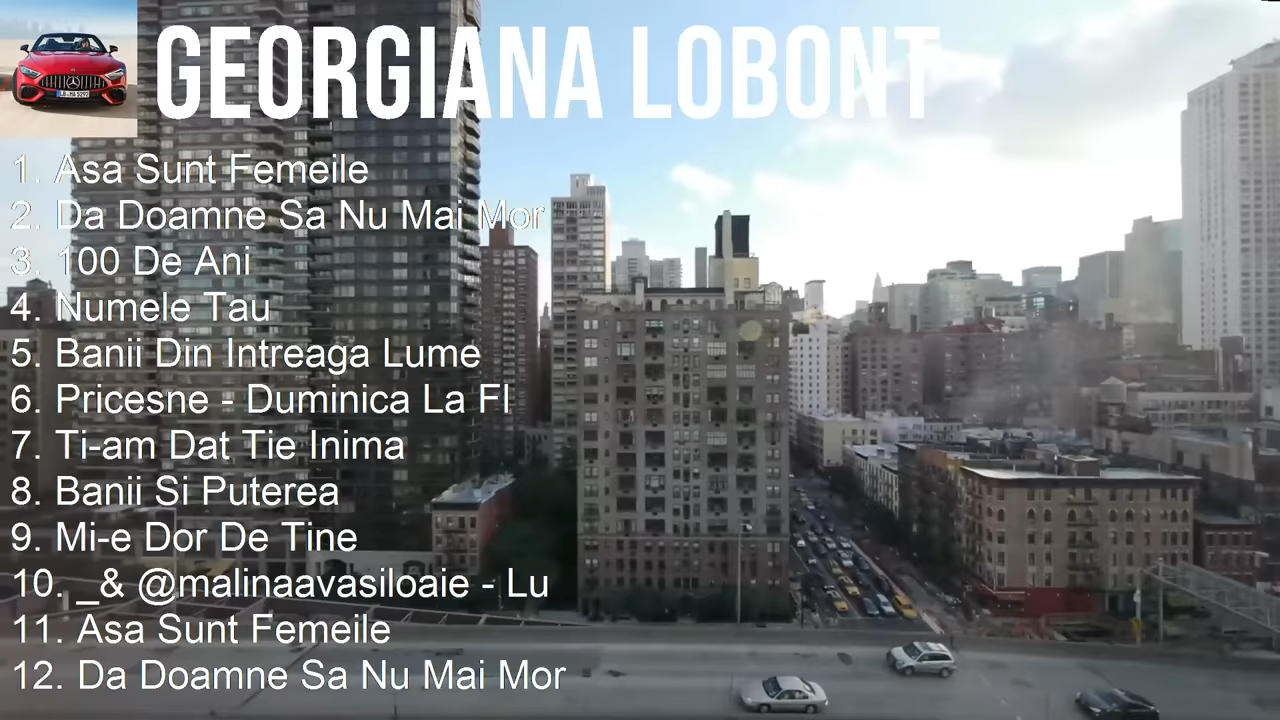 GEORGIANA LOBONT
1. Asa Sunt Femeile
2. Da Doamne Sa Nu Mai Mor
3. 100 De Ani
4. Numele Tau
5. Banii Din Intreaga Lume
6. Pricesne - Duminica La Fl
7. Ti-am Dat Tie Inima
8. Banii Si Puterea
9. Mi-e Dor De Tine
10. _& @malinaavasiloaie - Lu
11. Asa Sunt Femeile
12. Da Doamne Sa Nu Mai Mor